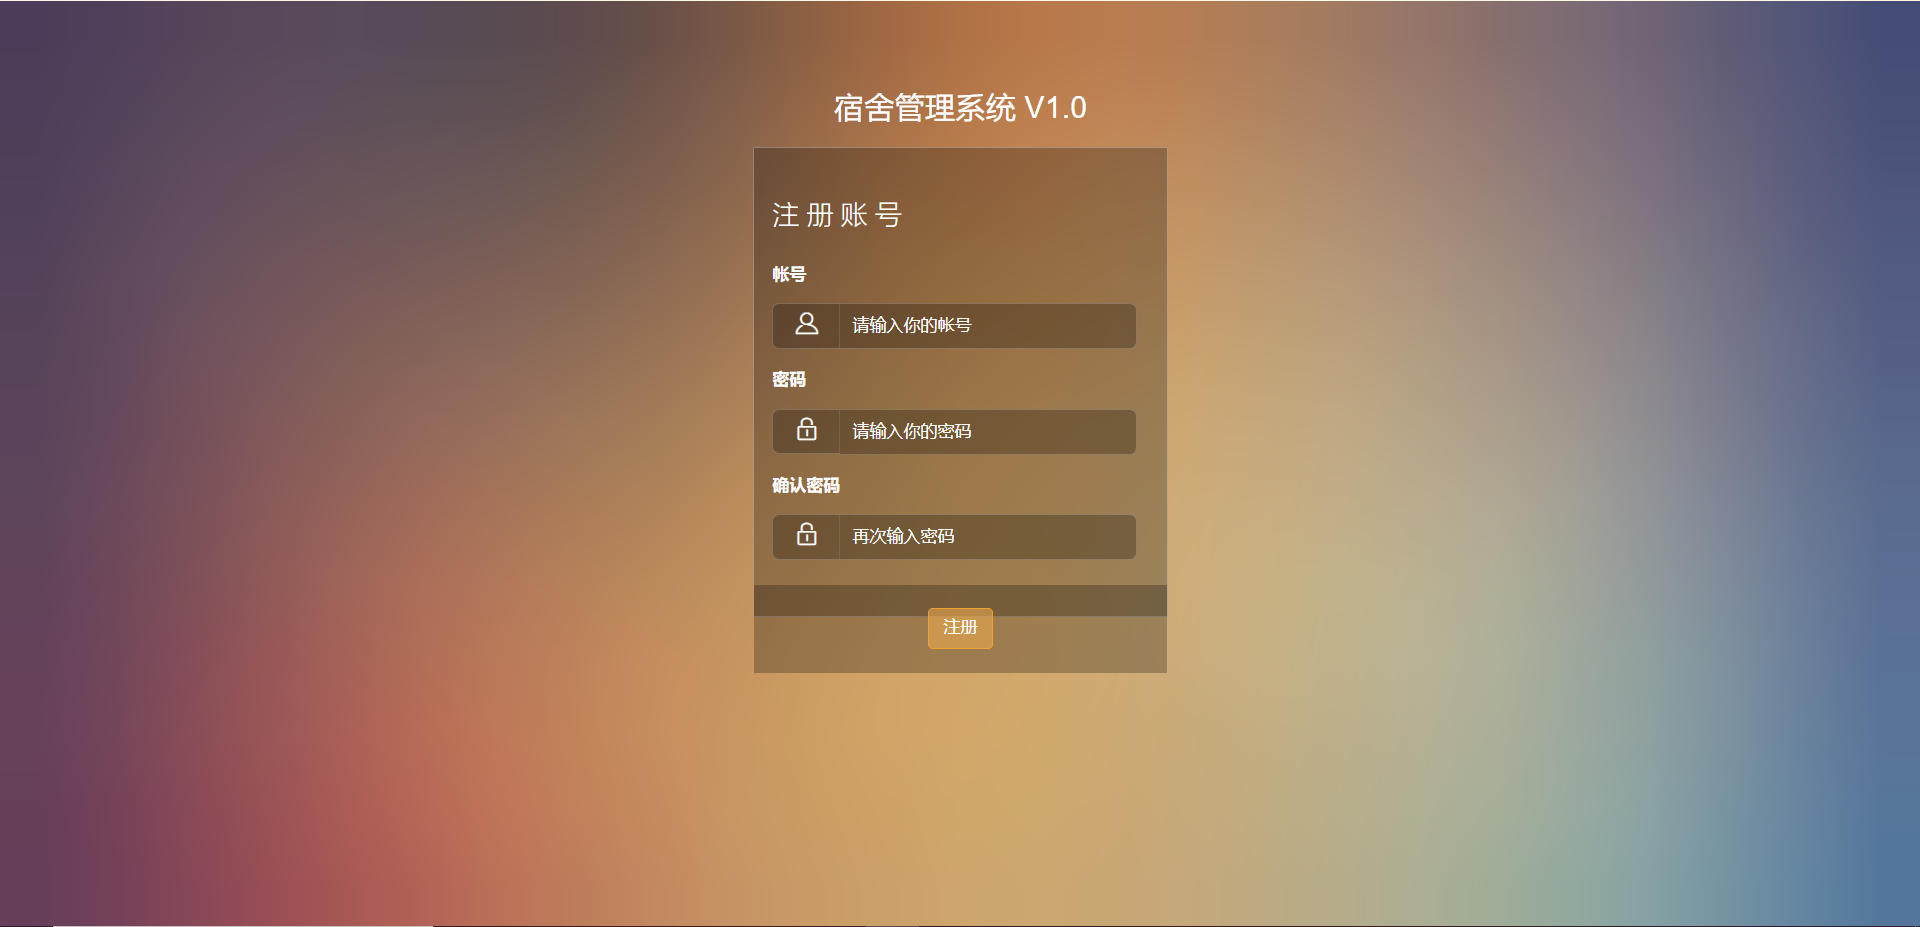 宿舍管理系统 V1.0
注册账号
帐号
请输入你的帐号
密码
请输入你的密码
确认密码
再次输入密码
注册